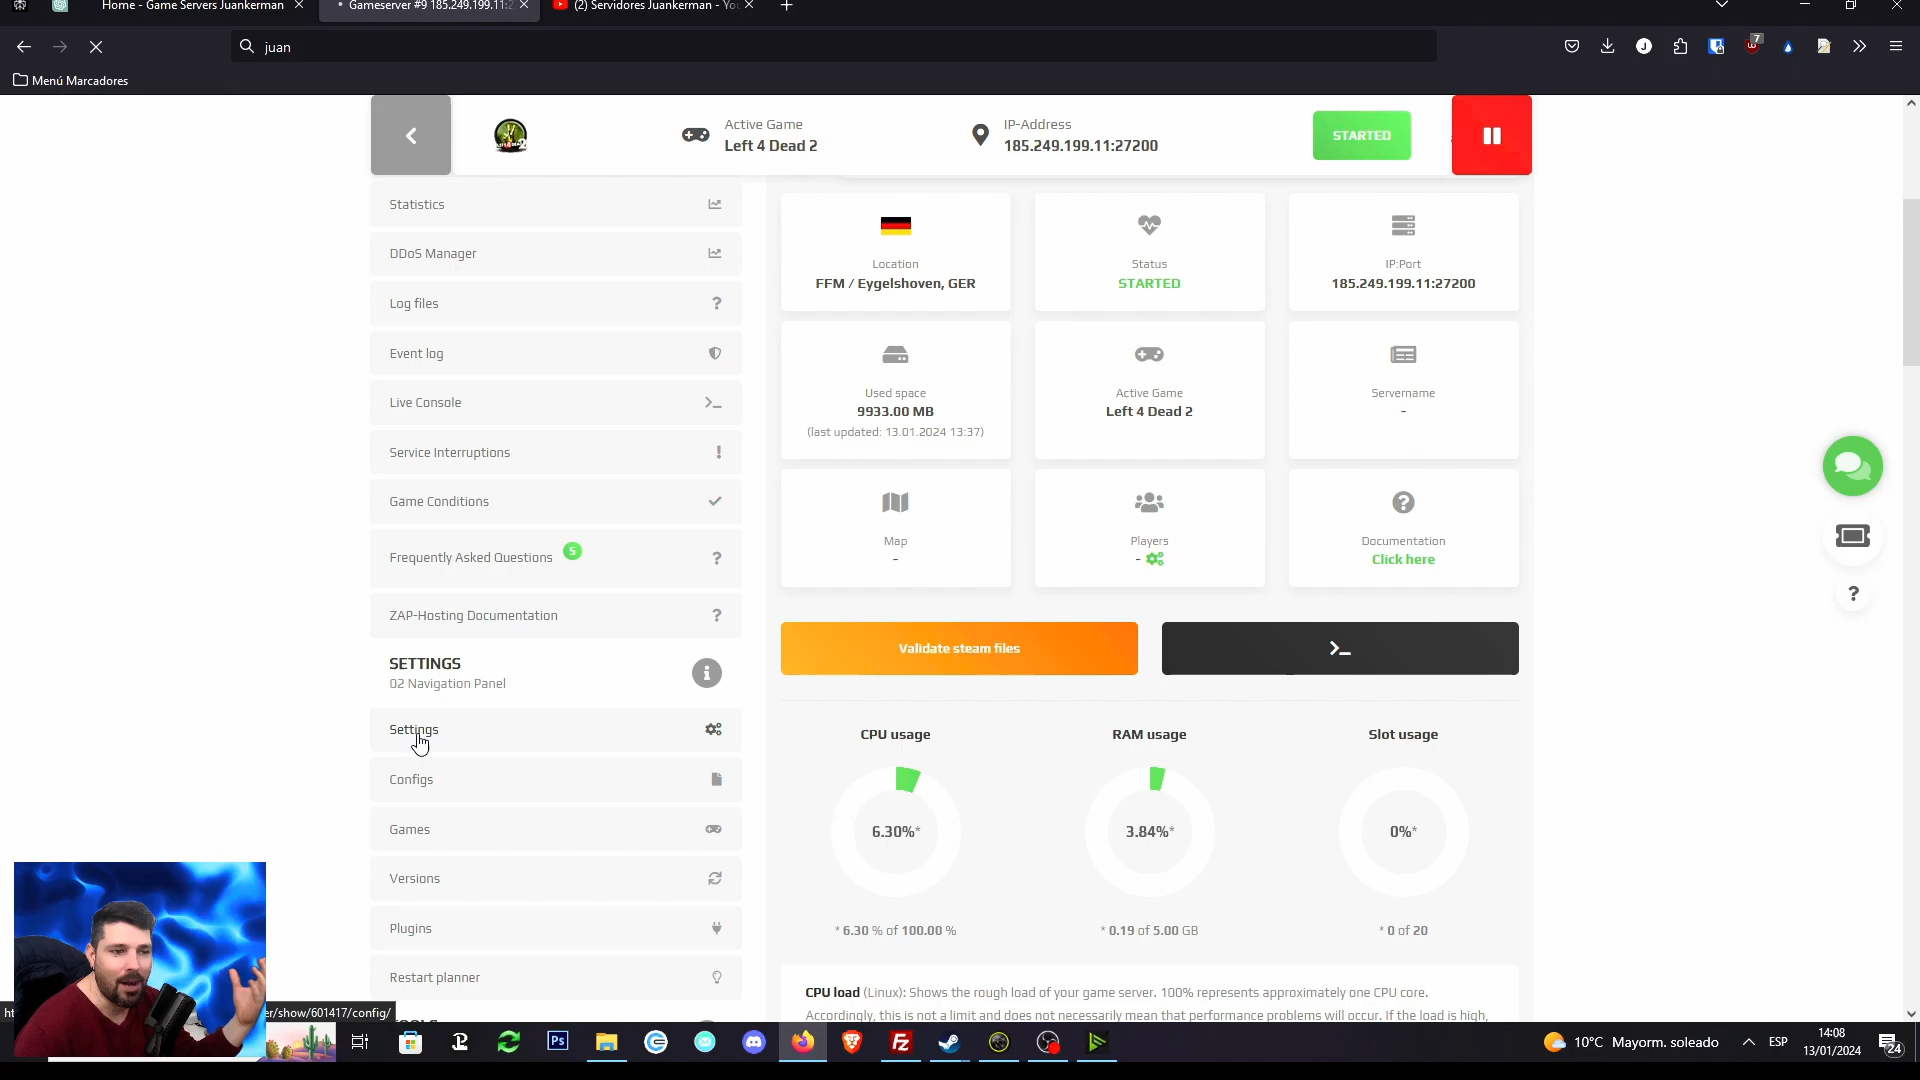 Home - Game Servers Juankerman
Gameserver #9 185.249.199.11:2
(2) Servidores Juankerman - You
juan
7
Menú Marcadores
Active Game
Left 4 Dead 2
IP-Address
185.249.199.11:27200
STARTED
Statistics
DDoS Manager
Log files
Event log
Live Console
Service Interruptions
Game Conditions
Frequently Asked Questions 5
ZAP-Hosting Documentation
SETTINGS
02 Navigation Panel
Settings
Configs
Games
Versions
Plugins
Restart planner
Location
FFM / Eygelshoven, GER
Status
STARTED
IP:Port
185.249.199.11:27200
Used space
9933.00 MB
(last updated: 13.01.2024 13:37)
Active Game
Left 4 Dead 2
Servername
-
Map
-
Players
-
Documentation
Click here
Validate steam files
CPU usage
6.30%*
* 6.30 % of 100.00 %
RAM usage
3.84%*
* 0.19 of 5.00 GB
Slot usage
0%*
* 0 of 20
CPU load (Linux): Shows the rough load of your game server. 100% represents approximately one CPU core.
Accordingly, this is not a limit and does not necessarily mean that performance problems will occur. If the load is high,
er/show/601417/config/
Ps
Fz
10°C Mayorm. soleado
ESP
14:08
13/01/2024
24